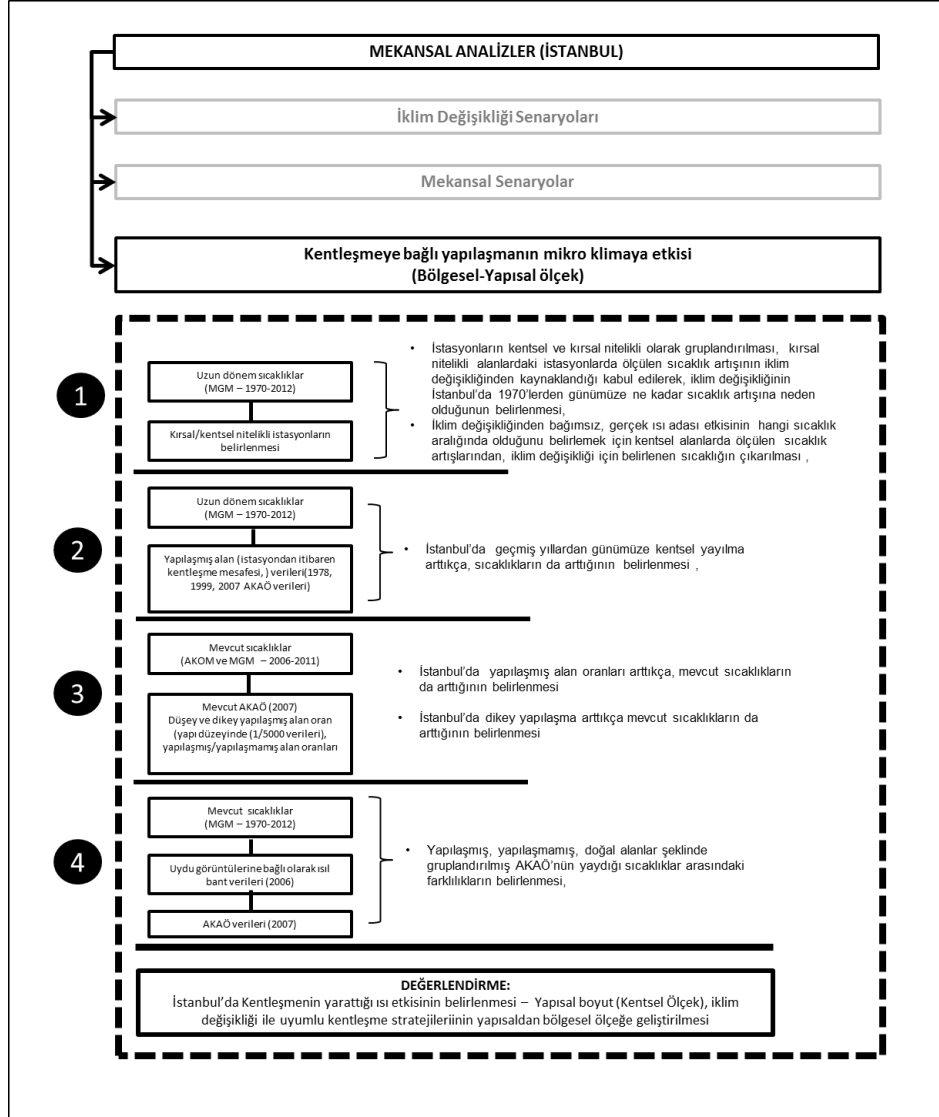 MEKANSAL ANALİZLER (İSTANBUL)
İklim Değişikliği Senaryoları
Mekansal Senaryolar
Kentleşmeye bağlı yapılaşmanın mikro klimaya etkisi
(Bölgesel-Yapısal ölçek)
1
Uzun dönem sıcaklıklar
(MGM – 1970-2012)
Kırsal/kentsel nitelikli istasyonların
belirlenmesi
• İstasyonların kentsel ve kırsal nitelikli olarak gruplandırılması, kırsal
nitelikli alanlardaki istasyonlarda ölçülen sıcaklık artışının iklim
değişikliğinden kaynaklandığı kabul edilerek, iklim değişikliğinin
İstanbul'da 1970'lerden günümüze ne kadar sıcaklık artışına neden
olduğunun belirlenmesi,
• İklim değişikliğinden bağımsız, gerçek ısı adası etkisinin hangi sıcaklık
aralığında olduğunu belirlemek için kentsel alanlarda ölçülen sıcaklık
artışlarından, iklim değişikliği için belirlenen sıcaklığın çıkarılması ,
2
Uzun dönem sıcaklıklar
(MGM – 1970-2012)
Yapılaşmış alan (istasyondan itibaren
kentleşme mesafesi, ) verileri(1978,
1999, 2007 AKAÖ verileri)
• İstanbul'da geçmiş yıllardan günümüze kentsel yayılma
arttıkça, sıcaklıkların da arttığının belirlenmesi ,
3
Mevcut sıcaklıklar
(AKOM ve MGM – 2006-2011)
Mevcut AKAÖ (2007)
Düşey ve dikey yapılaşmış alan oran
(yapı düzeyinde (1/5000 verileri),
yapılaşmış/yapılaşmamış alan oranları
• İstanbul'da yapılaşmış alan oranları arttıkça, mevcut sıcaklıkların
da arttığının belirlenmesi
• İstanbul'da dikey yapılaşma arttıkça mevcut sıcaklıkların da
arttığının belirlenmesi
4
Mevcut sıcaklıklar
(MGM – 1970-2012)
Uydu görüntülerine bağlı olarak ısıl
bant verileri (2006)
AKAÖ verileri (2007)
• Yapılaşmış, yapılaşmamış, doğal alanlar şeklinde
gruplandırılmış AKAÖ'nün yaydığı sıcaklıklar arasındaki
farklılıkların belirlenmesi,
DEĞERLENDİRME:
İstanbul'da Kentleşmenin yarattığı ısı etkisinin belirlenmesi – Yapısal boyut (Kentsel Ölçek), iklim
değişikliği ile uyumlu kentleşme stratejileriinin yapısaldan bölgesel ölçeğe geliştirilmesi